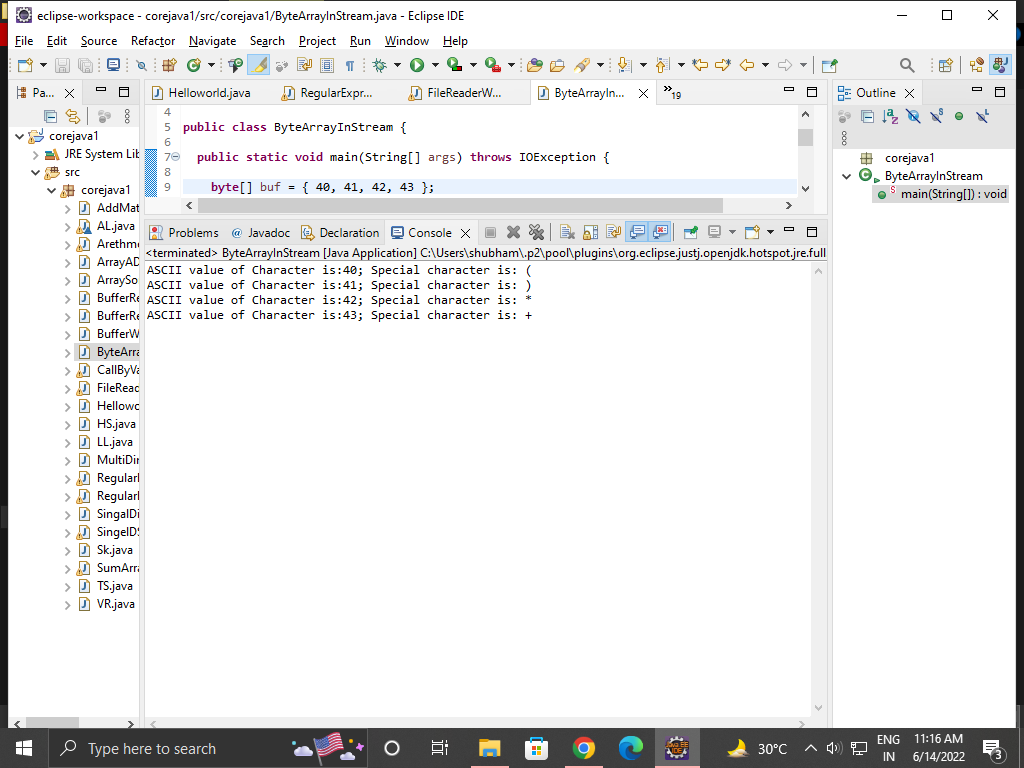 eclipse-workspace - corejava1/src/corejava1/ByteArrayInStream.java - Eclipse IDE
File Edit Source Refactor Navigate Search Project Run Window Help
Pa...
Helloworld.java
RegularExpr...
FileReaderW...
ByteArrayIn...
»19
Outline
corejava1
JRE System Lib
src
corejava1
AddMat
AL.java
Arethme
ArrayAD
ArraySo
BufferRe
BufferRe
BufferW
ByteArra
CallByVa
FileReac
Hellowc
HS.java
LL.java
MultiDir
RegularI
RegularI
SingalDi
SingelDS
Sk.java
SumArra
TS.java
VR.java
4
5 public class ByteArrayInStream {
6
7 public static void main(String[] args) throws IOException {
8
9 byte[] buf = { 40, 41, 42, 43 };
Problems @ Javadoc Declaration Console
<terminated> ByteArrayInStream [Java Application] C:\Users\shubham\.p2\pool\plugins\org.eclipse.justj.openjdk.hotspot.jre.full
ASCII value of Character is:40; Special character is: (
ASCII value of Character is:41; Special character is: )
ASCII value of Character is:42; Special character is: *
ASCII value of Character is:43; Special character is: +
corejava1
ByteArrayInStream
main(String[]) : void
Type here to search
30°C
ENG
IN
11:16 AM
6/14/2022
3